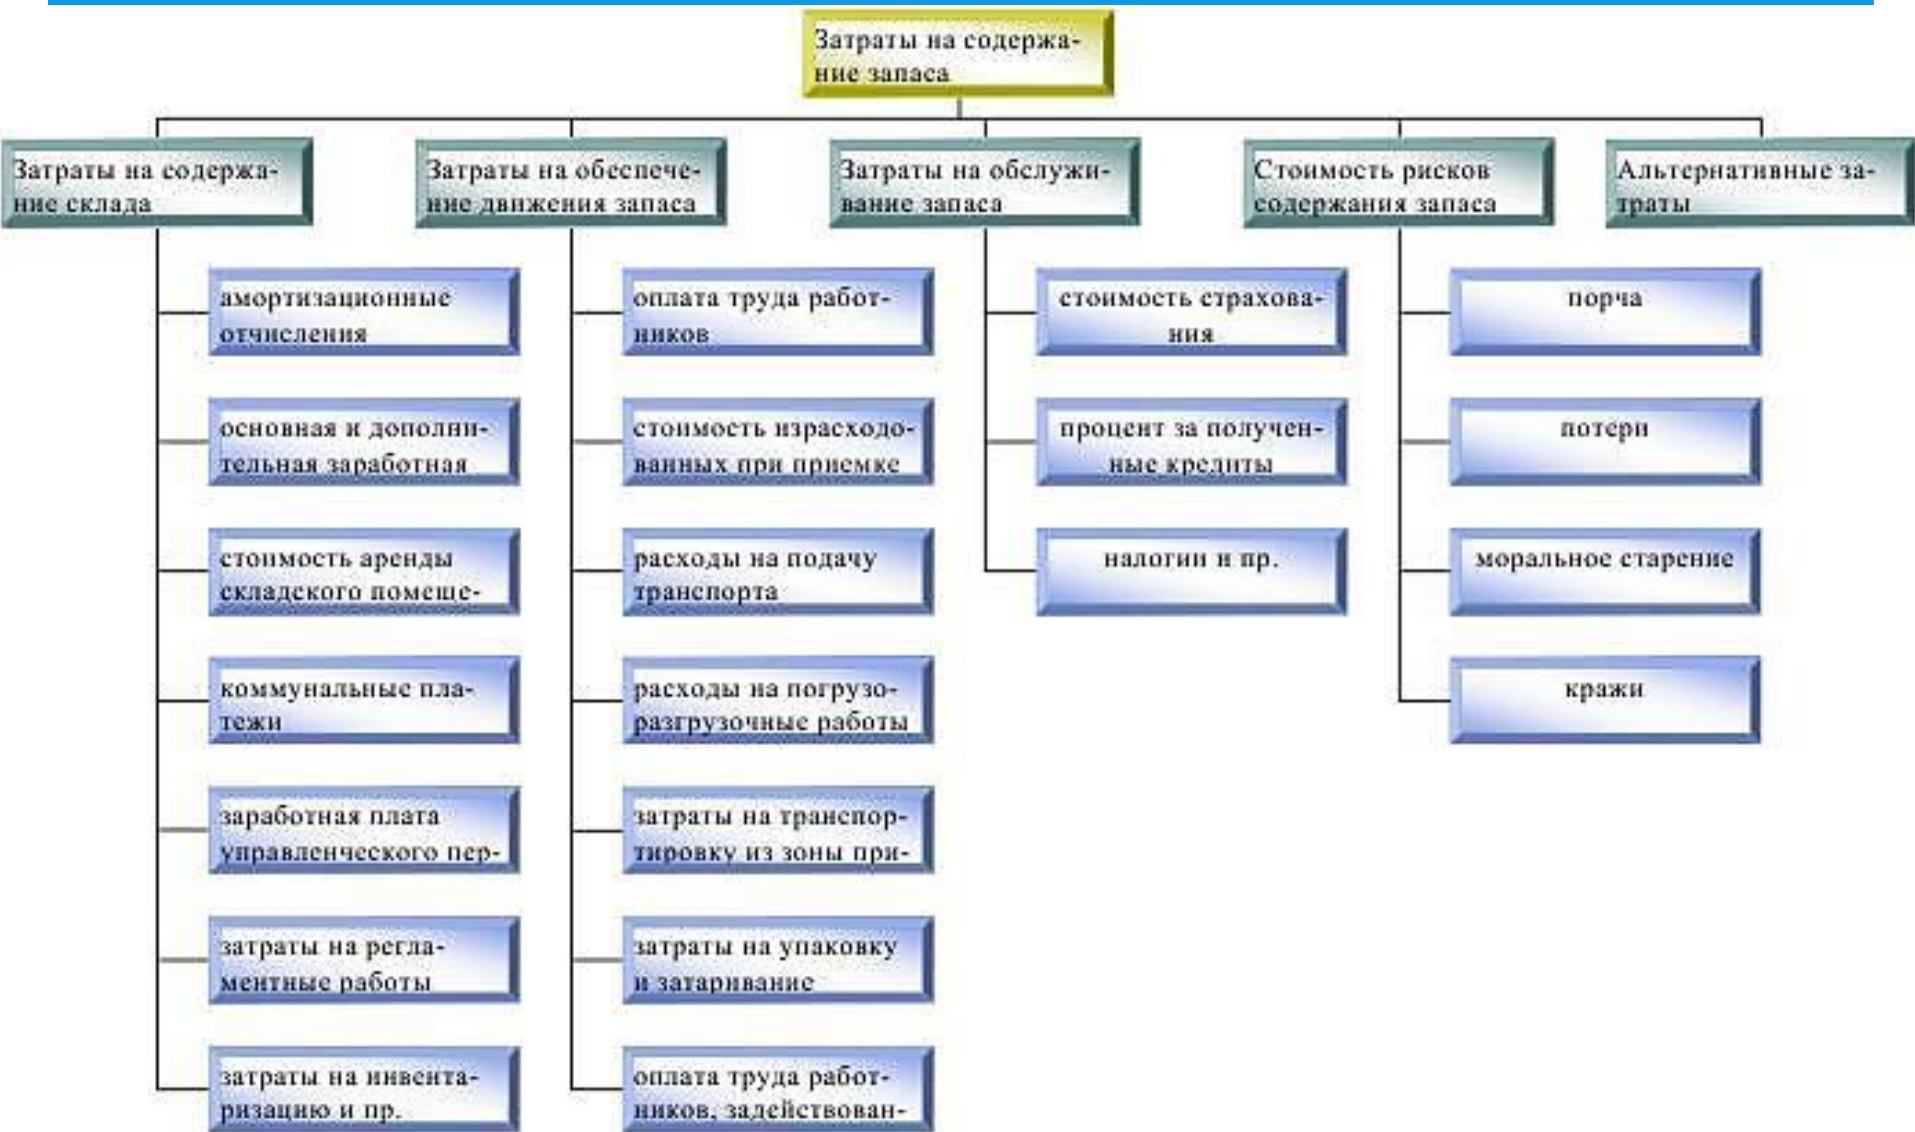 Затраты на содержа-
ние запаса
Затраты на содержа-
ние склада
амортизационные
отчисления
основная и дополни-
тельная заработная
стоимость аренды
складского помеще-
коммунальные пла-
тежи
заработная плата
управленческого пер-
затраты на регла-
ментные работы
затраты на инвента-
ризацию и пр.
Затраты на обеспече-
ние движения запаса
оплата труда работ-
ников
стоимость израсходо-
ванных при приемке
расходы на подачу
транспорта
расходы на погрузо-
разгрузочные работы
затраты на транспор-
тировку из зоны при-
затраты на упаковку
и затаривание
оплата труда работ-
ников, задействован-
Затраты на обслужи-
вание запаса
стоимость страхова-
ния
процент за получен-
ные кредиты
налогии и пр.
Стоимость рисков
содержания запаса
порча
потери
моральное старение
кражи
Альтернативные за-
траты